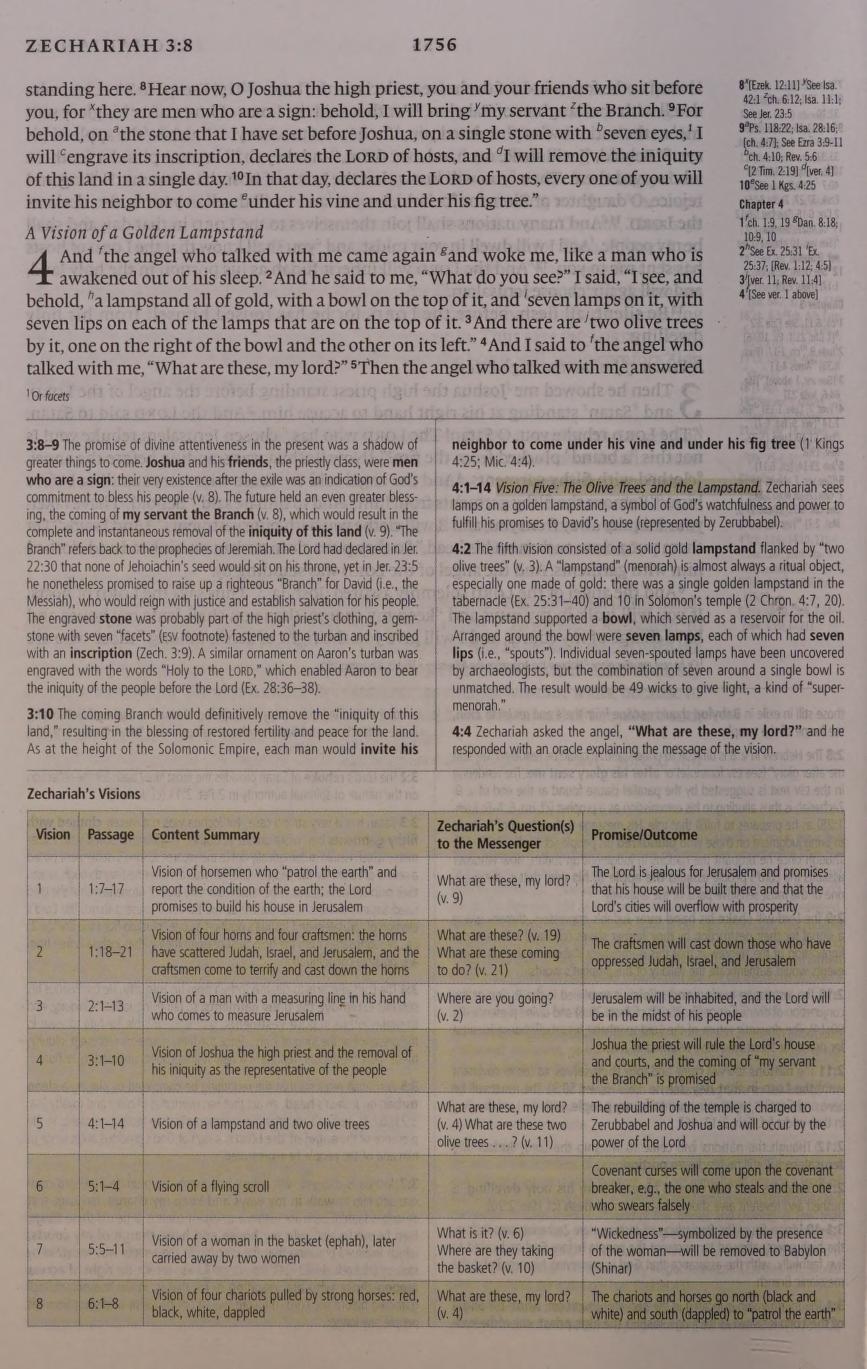 ZECHARIAH 3:8
1756
standing here. ⁸Hear now, O Joshua the high priest, you and your friends who sit before
you, for ˣthey are men who are a sign: behold, I will bring ʸmy servant ᶻthe Branch. ⁹For
behold, on ᵃthe stone that I have set before Joshua, on a single stone with ᵇseven eyes,¹ I
will ᶜengrave its inscription, declares the LORD of hosts, and ᵈI will remove the iniquity
of this land in a single day. ¹⁰In that day, declares the LORD of hosts, every one of you will
invite his neighbor to come ᵉunder his vine and under his fig tree.”
A Vision of a Golden Lampstand
4 And ᶠthe angel who talked with me came again ᵍand woke me, like a man who is
awakened out of his sleep. ²And he said to me, “What do you see?” I said, “I see, and
behold, ʰa lampstand all of gold, with a bowl on the top of it, and ⁱseven lamps on it, with
seven lips on each of the lamps that are on the top of it. ³And there are ʲtwo olive trees
by it, one on the right of the bowl and the other on its left.” ⁴And I said to ᶠthe angel who
talked with me, “What are these, my lord?” ⁵Then the angel who talked with me answered
¹ Or facets
8ˣ[Ezek. 12:11] ʸSee Isa.
42:1 ᶻch. 6:12; Isa. 11:1;
See Jer. 23:5
9ᵃPs. 118:22; Isa. 28:16;
[ch. 4:7]; See Ezra 3:9-11
ᵇch. 4:10; Rev. 5:6
ᶜ[2 Tim. 2:19] ᵈ[ver. 4]
10ᵉSee 1 Kgs. 4:25
Chapter 4
1ᶠch. 1:9, 19 ᵍDan. 8:18;
10:9, 10
2ʰSee Ex. 25:31 ⁱEx.
25:37; [Rev. 1:12; 4:5]
3ʲ[ver. 11; Rev. 11:4]
4ᶠ[See ver. 1 above]
3:8–9 The promise of divine attentiveness in the present was a shadow of
greater things to come. Joshua and his friends, the priestly class, were men
who are a sign: their very existence after the exile was an indication of God’s
commitment to bless his people (v. 8). The future held an even greater bless-
ing, the coming of my servant the Branch (v. 8), which would result in the
complete and instantaneous removal of the iniquity of this land (v. 9). “The
Branch” refers back to the prophecies of Jeremiah. The Lord had declared in Jer.
22:30 that none of Jehoiachin’s seed would sit on his throne, yet in Jer. 23:5
he nonetheless promised to raise up a righteous “Branch” for David (i.e., the
Messiah), who would reign with justice and establish salvation for his people.
The engraved stone was probably part of the high priest’s clothing, a gem-
stone with seven “facets” (ESV footnote) fastened to the turban and inscribed
with an inscription (Zech. 3:9). A similar ornament on Aaron’s turban was
engraved with the words “Holy to the LORD,” which enabled Aaron to bear
the iniquity of the people before the Lord (Ex. 28:36–38).
3:10 The coming Branch would definitively remove the “iniquity of this
land,” resulting in the blessing of restored fertility and peace for the land.
As at the height of the Solomonic Empire, each man would invite his
neighbor to come under his vine and under his fig tree (1 Kings
4:25; Mic. 4:4).
4:1–14 Vision Five: The Olive Trees and the Lampstand. Zechariah sees
lamps on a golden lampstand, a symbol of God’s watchfulness and power to
fulfill his promises to David’s house (represented by Zerubbabel).
4:2 The fifth vision consisted of a solid gold lampstand flanked by “two
olive trees” (v. 3). A “lampstand” (menorah) is almost always a ritual object,
especially one made of gold: there was a single golden lampstand in the
tabernacle (Ex. 25:31–40) and 10 in Solomon’s temple (2 Chron. 4:7, 20).
The lampstand supported a bowl, which served as a reservoir for the oil.
Arranged around the bowl were seven lamps, each of which had seven
lips (i.e., “spouts”). Individual seven-spouted lamps have been uncovered
by archaeologists, but the combination of seven around a single bowl is
unmatched. The result would be 49 wicks to give light, a kind of “super-
menorah.”
4:4 Zechariah asked the angel, “What are these, my lord?” and he
responded with an oracle explaining the message of the vision.
Zechariah’s Visions
Vision Passage Content Summary Zechariah’s Question(s)
to the Messenger Promise/Outcome
1 1:7–17 Vision of horsemen who “patrol the earth” and
report the condition of the earth; the Lord
promises to build his house in Jerusalem
What are these, my lord?
(v. 9)
The Lord is jealous for Jerusalem and promises
that his house will be built there and that the
Lord’s cities will overflow with prosperity
2 1:18–21 Vision of four horns and four craftsmen: the horns
have scattered Judah, Israel, and Jerusalem, and the
craftsmen come to terrify and cast down the horns
What are these? (v. 19)
What are these coming
to do? (v. 21)
The craftsmen will cast down those who have
oppressed Judah, Israel, and Jerusalem
3 2:1–13 Vision of a man with a measuring line in his hand
who comes to measure Jerusalem
Where are you going?
(v. 2)
Jerusalem will be inhabited, and the Lord will
be in the midst of his people
4 3:1–10 Vision of Joshua the high priest and the removal of
his iniquity as the representative of the people
Joshua the priest will rule the Lord’s house
and courts, and the coming of “my servant
the Branch” is promised
5 4:1–14 Vision of a lampstand and two olive trees
What are these, my lord?
(v. 4) What are these two
olive trees . . . ? (v. 11)
The rebuilding of the temple is charged to
Zerubbabel and Joshua and will occur by the
power of the Lord
6 5:1–4 Vision of a flying scroll
Covenant curses will come upon the covenant
breaker, e.g., the one who steals and the one
who swears falsely
7 5:5–11 Vision of a woman in the basket (ephah), later
carried away by two women
What is it? (v. 6)
Where are they taking
the basket? (v. 10)
“Wickedness”—symbolized by the presence
of the woman—will be removed to Babylon
(Shinar)
8 6:1–8 Vision of four chariots pulled by strong horses: red,
black, white, dappled
What are these, my lord?
(v. 4)
The chariots and horses go north (black and
white) and south (dappled) to “patrol the earth”